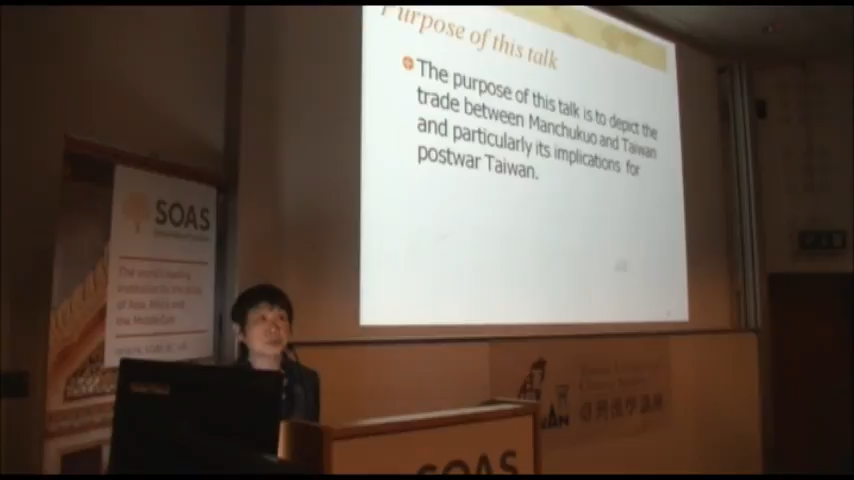 Purpose of this talk
The purpose of this talk is to depict the
trade between Manchukuo and Taiwan
and particularly its implications for
postwar Taiwan.
SOAS
The world's leading
institution for the study
of Asia, Africa and
the Middle East
SOAS